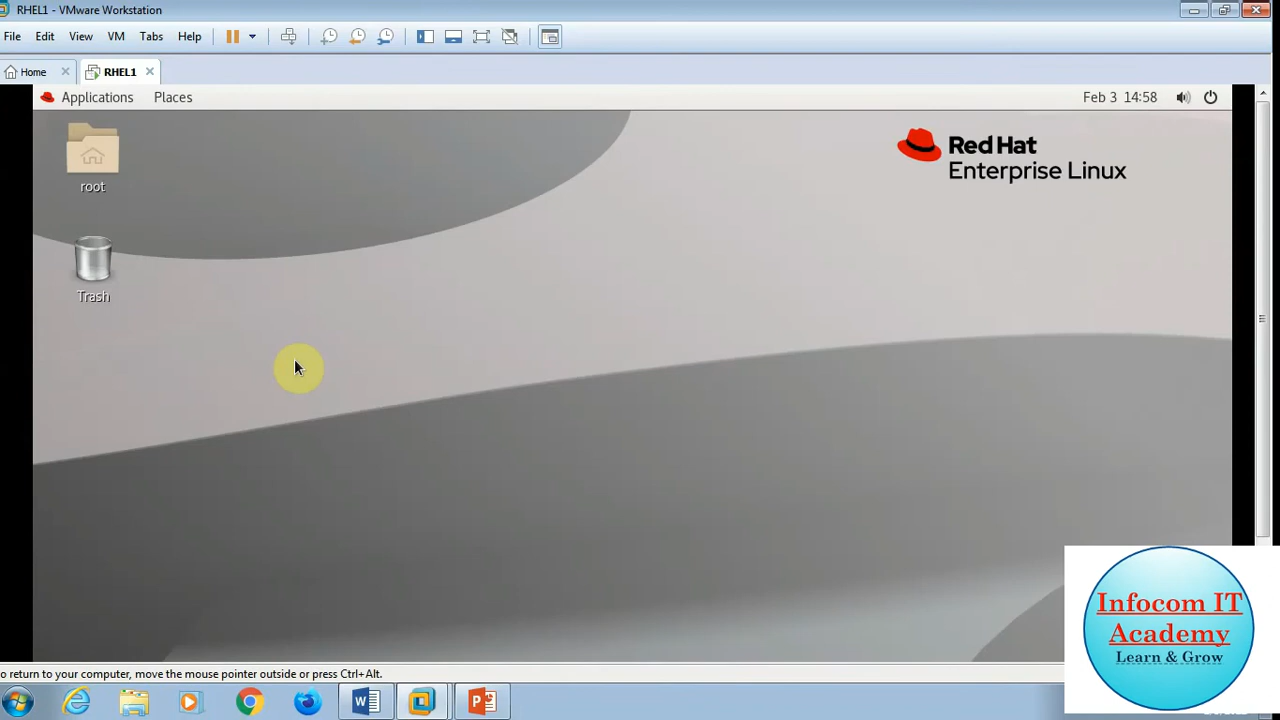 RHEL1 - VMware Workstation
File Edit View VM Tabs Help
Home RHEL1
Applications Places Feb 3 14:58
root
Trash
Red Hat
Enterprise Linux
o return to your computer, move the mouse pointer outside or press Ctrl+Alt.
Infocom IT
Academy
Learn & Grow